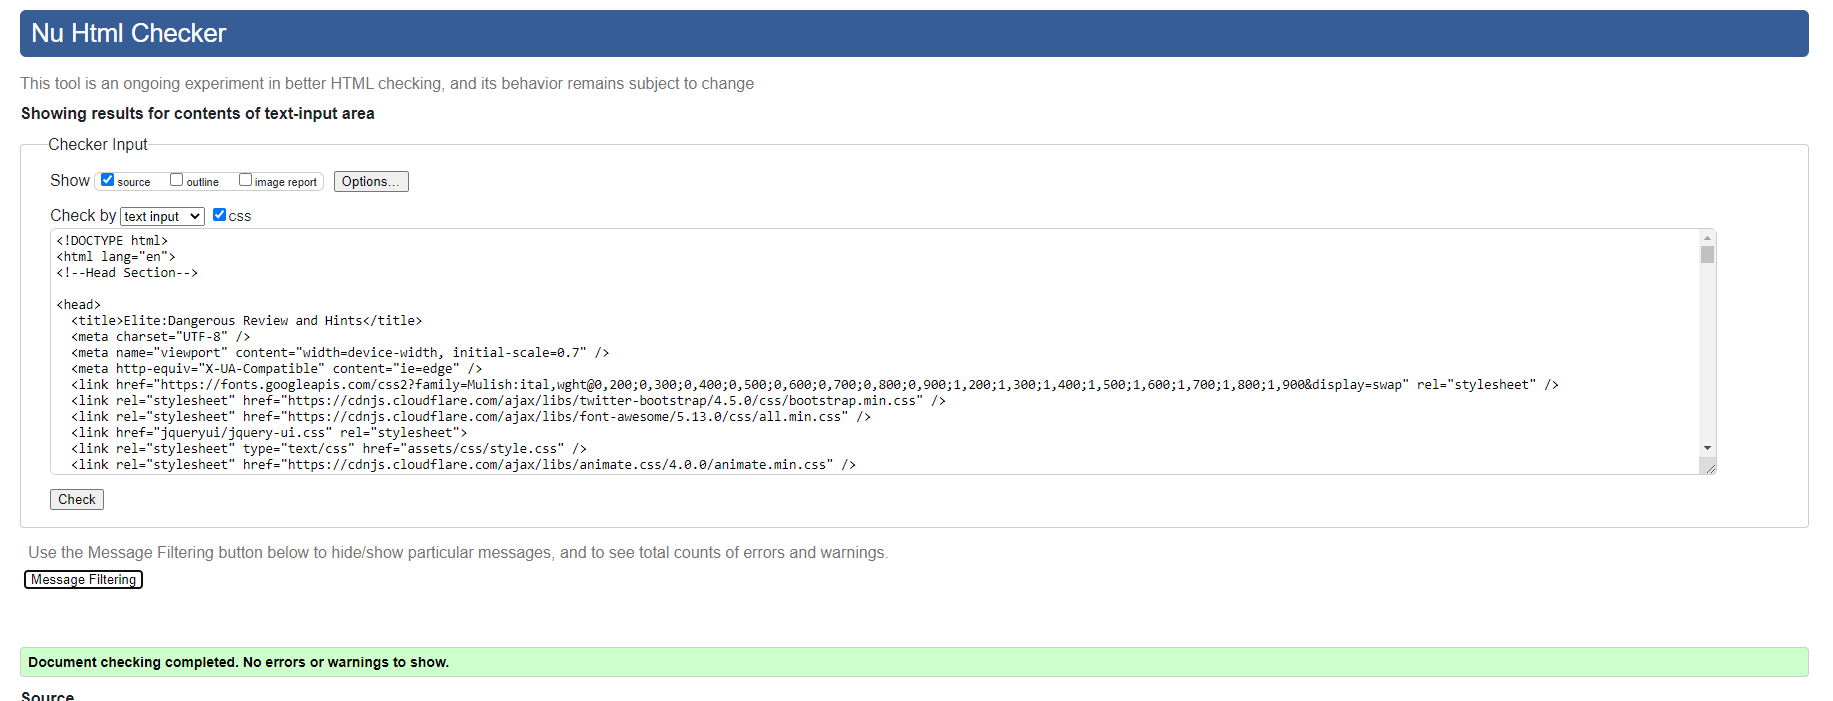 Nu Html Checker
This tool is an ongoing experiment in better HTML checking, and its behavior remains subject to change
Showing results for contents of text-input area
Checker Input
Show source outline image report Options...
Check by text input css
<!DOCTYPE html>
<html lang="en">
<!--Head Section-->
<head>
<title>Elite:Dangerous Review and Hints</title>
<meta charset="UTF-8" />
<meta name="viewport" content="width=device-width, initial-scale=0.7" />
<meta http-equiv="X-UA-Compatible" content="ie=edge" />
<link href="https://fonts.googleapis.com/css2?family=Mulish:ital,wght@0,200;0,300;0,400;0,500;0,600;0,700;0,800;0,900;1,200;1,300;1,400;1,500;1,600;1,700;1,800;1,900&display=swap" rel="stylesheet" />
<link rel="stylesheet" href="https://cdnjs.cloudflare.com/ajax/libs/twitter-bootstrap/4.5.0/css/bootstrap.min.css" />
<link rel="stylesheet" href="https://cdnjs.cloudflare.com/ajax/libs/font-awesome/5.13.0/css/all.min.css" />
<link href="jqueryui/jquery-ui.css" rel="stylesheet">
<link rel="stylesheet" type="text/css" href="assets/css/style.css" />
<link rel="stylesheet" href="https://cdnjs.cloudflare.com/ajax/libs/animate.css/4.0.0/animate.min.css" />
Check
Use the Message Filtering button below to hide/show particular messages, and to see total counts of errors and warnings.
Message Filtering
Document checking completed. No errors or warnings to show.
Source